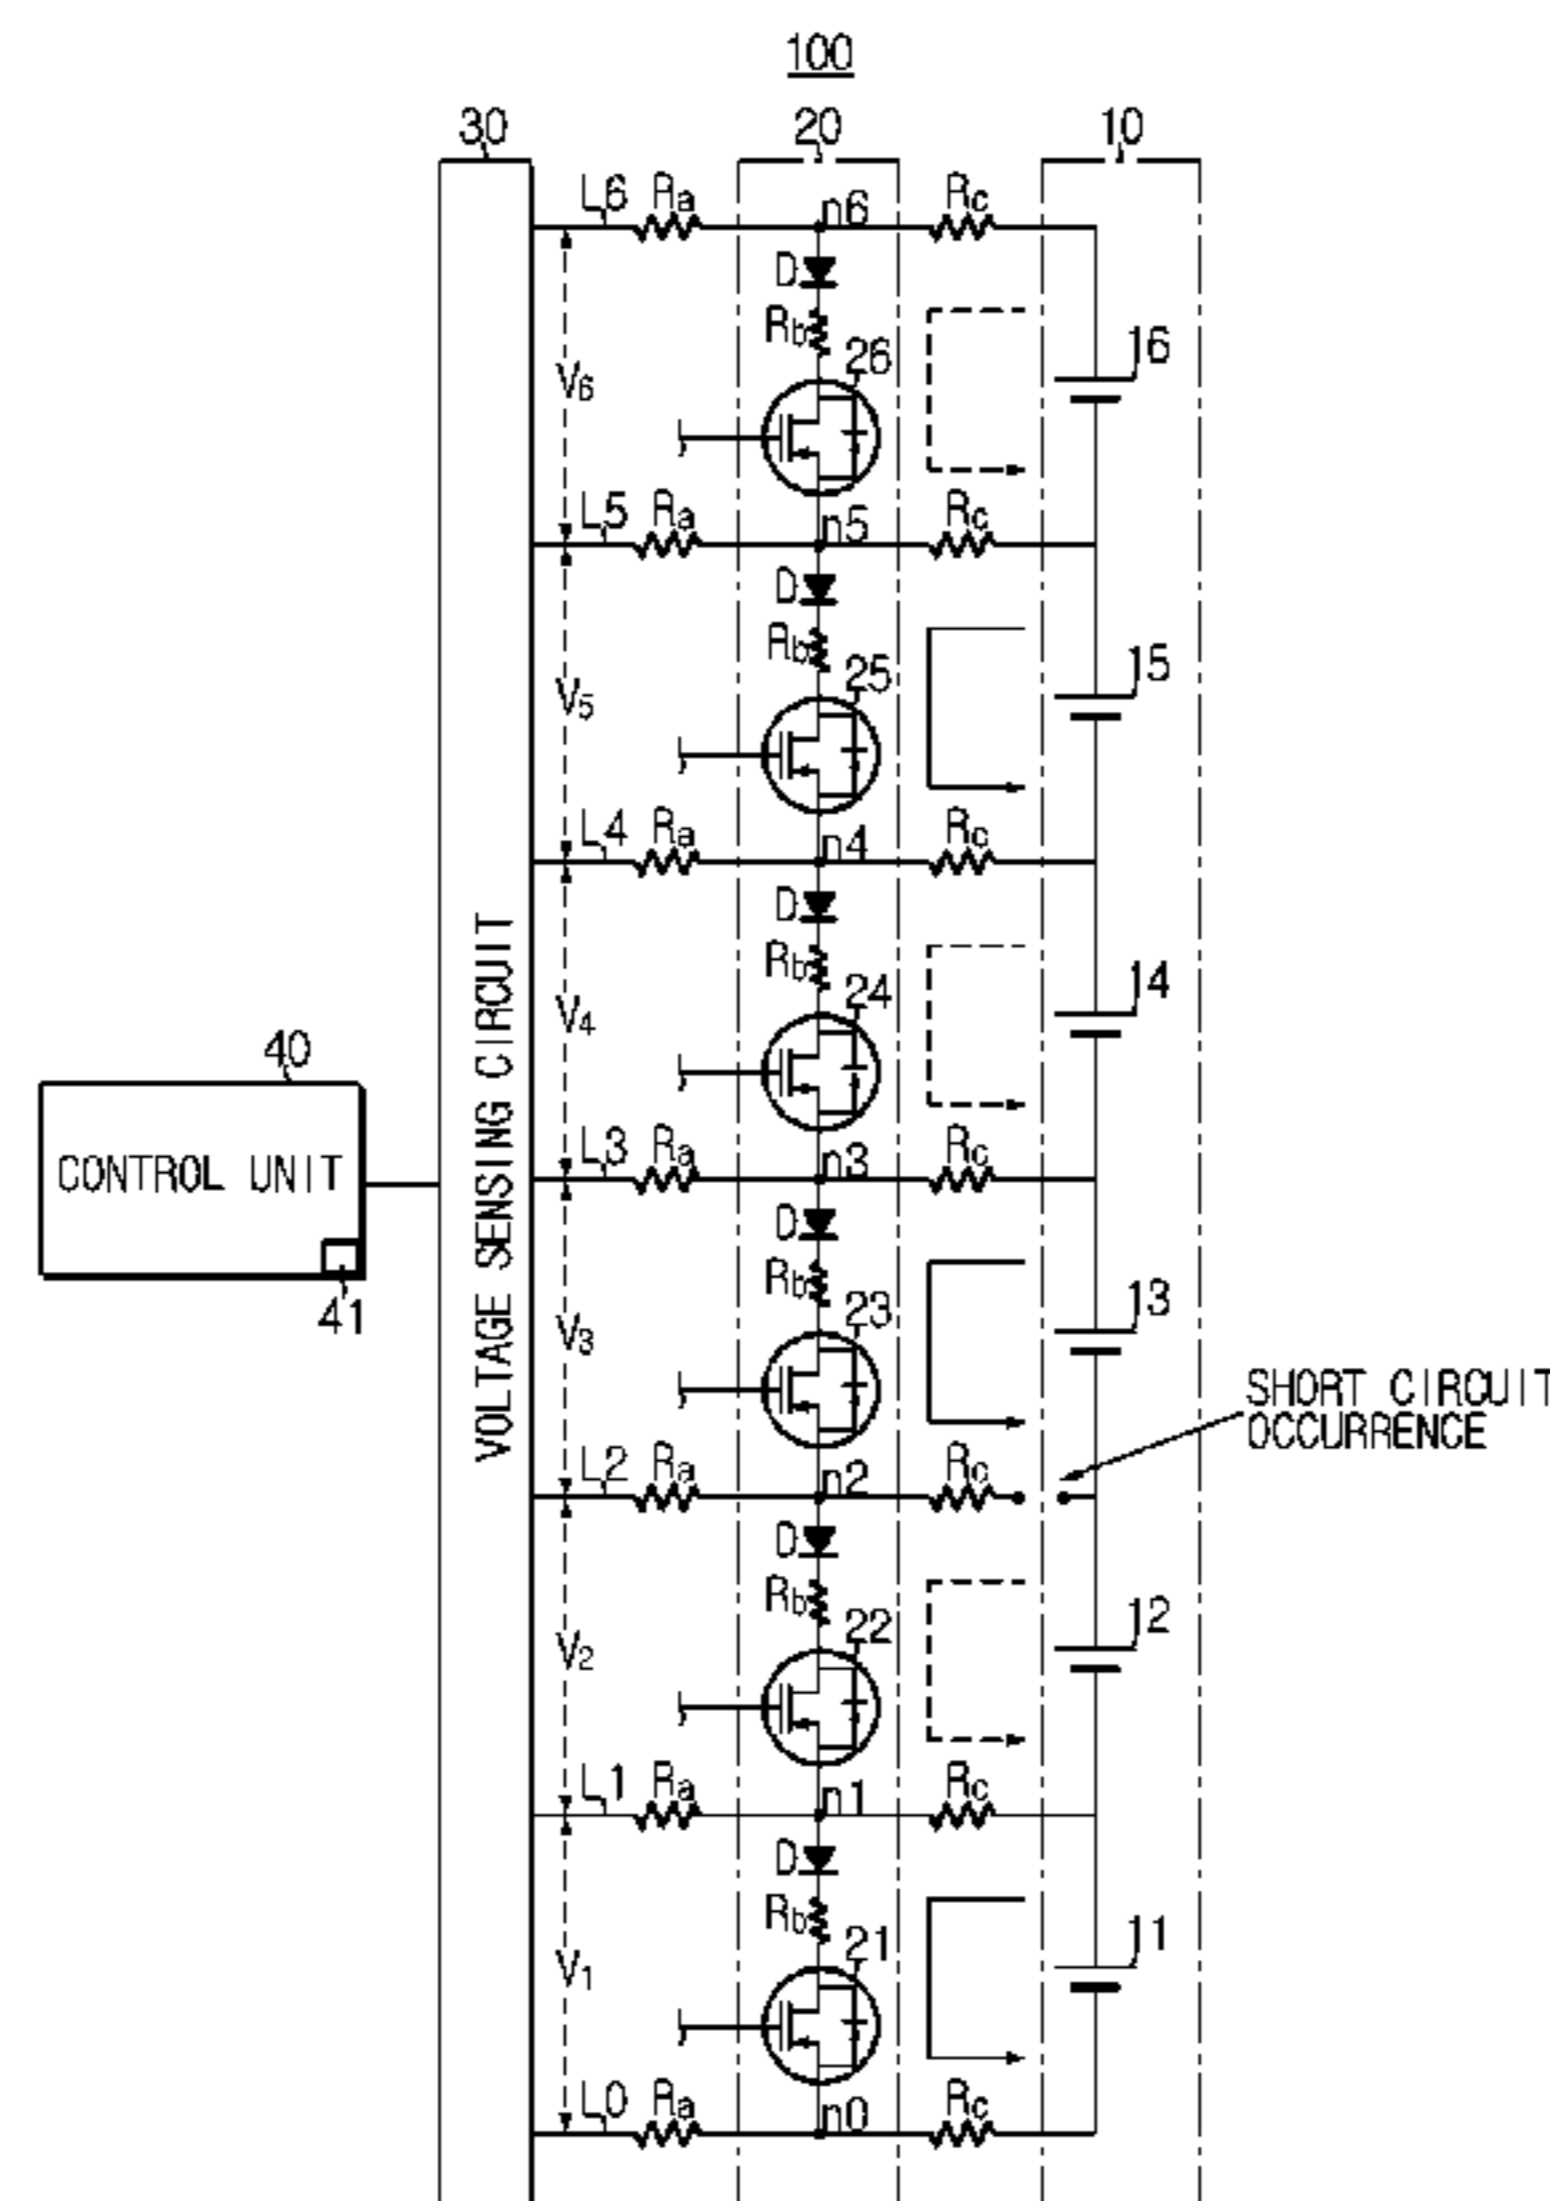 100
30 20 10
L6 Ra n6 Rc
D
Rb
26
16
V6
L5 Ra n5 Rc
D
Rb
25
15
V5
L4 Ra n4 Rc
D
Rb
24
14
V4
40
CONTROL UNIT
41
VOLTAGE SENSING CIRCUIT
L3 Ra n3 Rc
D
Rb
23
13
V3
SHORT CIRCUIT
OCCURRENCE
L2 Ra n2 Rc
D
Rb
22
12
V2
L1 Ra n1 Rc
D
Rb
21
11
V1
L0 Ra n0 Rc